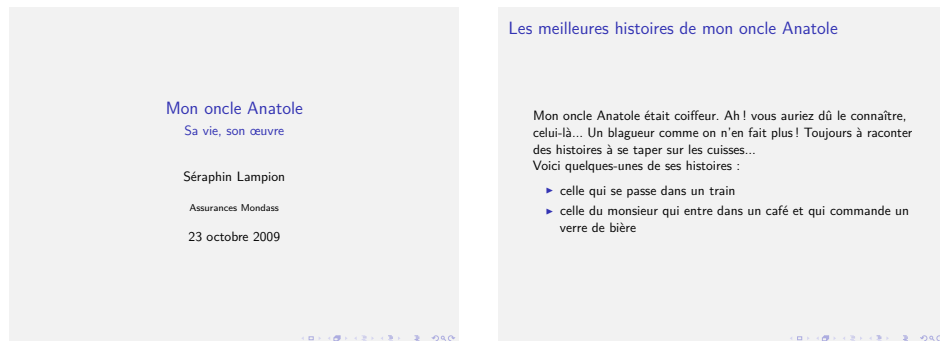 Mon oncle Anatole
Sa vie, son œuvre
Séraphin Lampion
Assurances Mondass
23 octobre 2009
Les meilleures histoires de mon oncle Anatole
Mon oncle Anatole était coiffeur. Ah ! vous auriez dû le connaître,
celui-là... Un blagueur comme on n'en fait plus ! Toujours à raconter
des histoires à se taper sur les cuisses...
Voici quelques-unes de ses histoires :
celle qui se passe dans un train
celle du monsieur qui entre dans un café et qui commande un
verre de bière